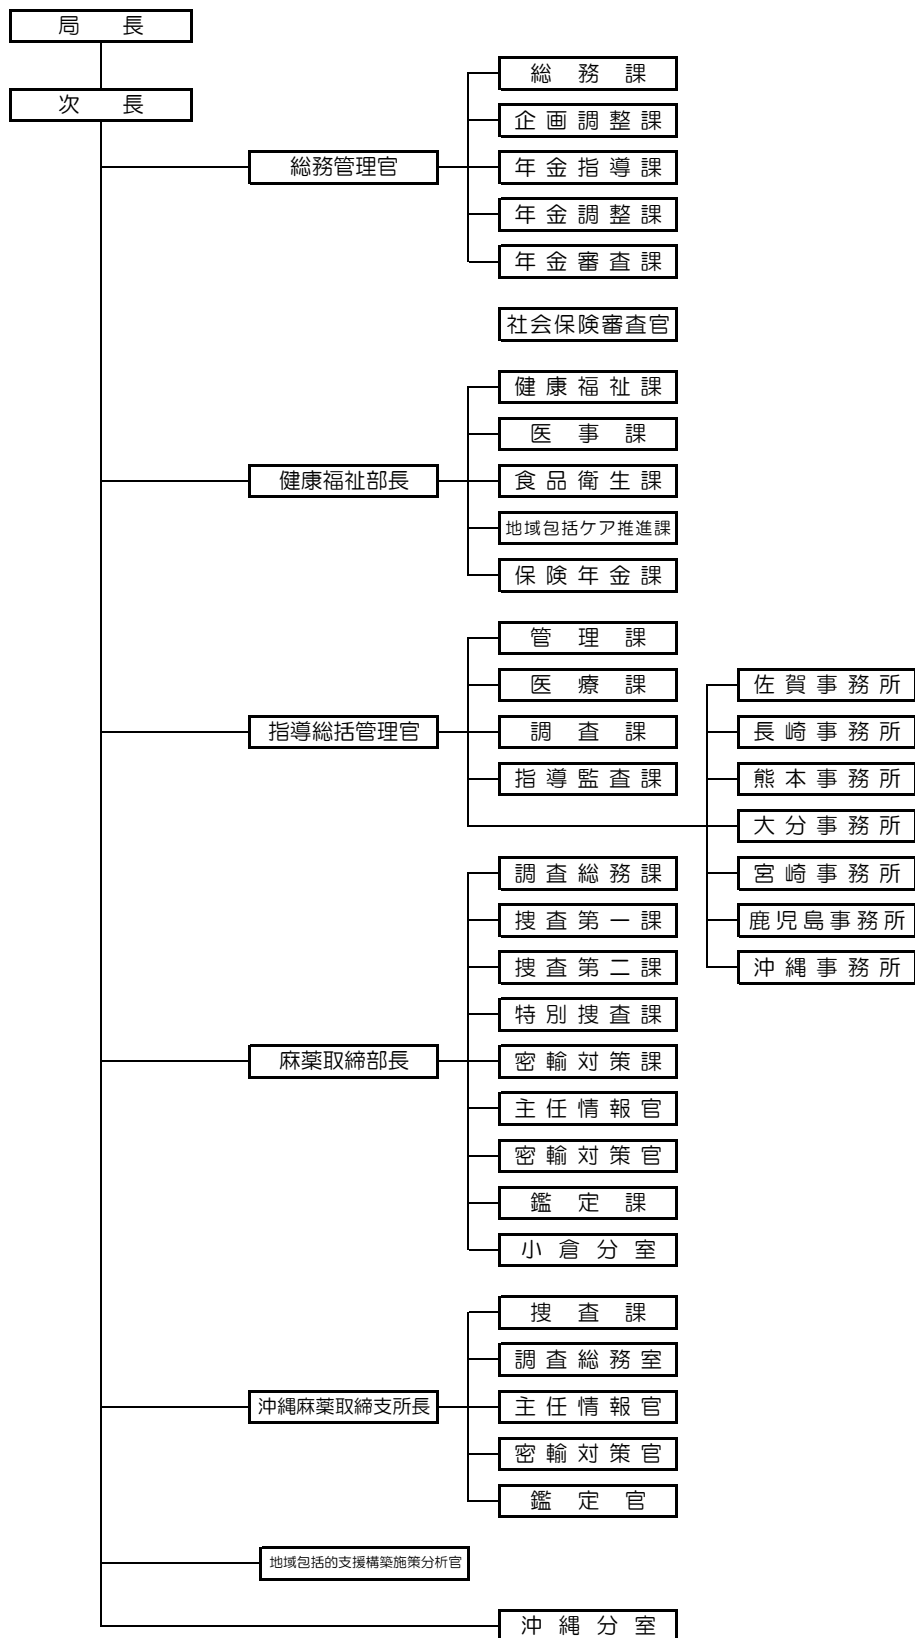 局長
次長
総務管理官
総務課
企画調整課
年金指導課
年金調整課
年金審査課
社会保険審査官
健康福祉部長
健康福祉課
医事課
食品衛生課
地域包括ケア推進課
保険年金課
指導総括管理官
管理課
医療課
調査課
指導監査課
佐賀事務所
長崎事務所
熊本事務所
大分事務所
宮崎事務所
鹿児島事務所
沖縄事務所
麻薬取締部長
調査総務課
捜査第一課
捜査第二課
特別捜査課
密輸対策課
主任情報官
密輸対策官
鑑定課
小倉分室
沖縄麻薬取締支所長
捜査課
調査総務室
主任情報官
密輸対策官
鑑定官
地域包括的支援構築施策分析官
沖縄分室